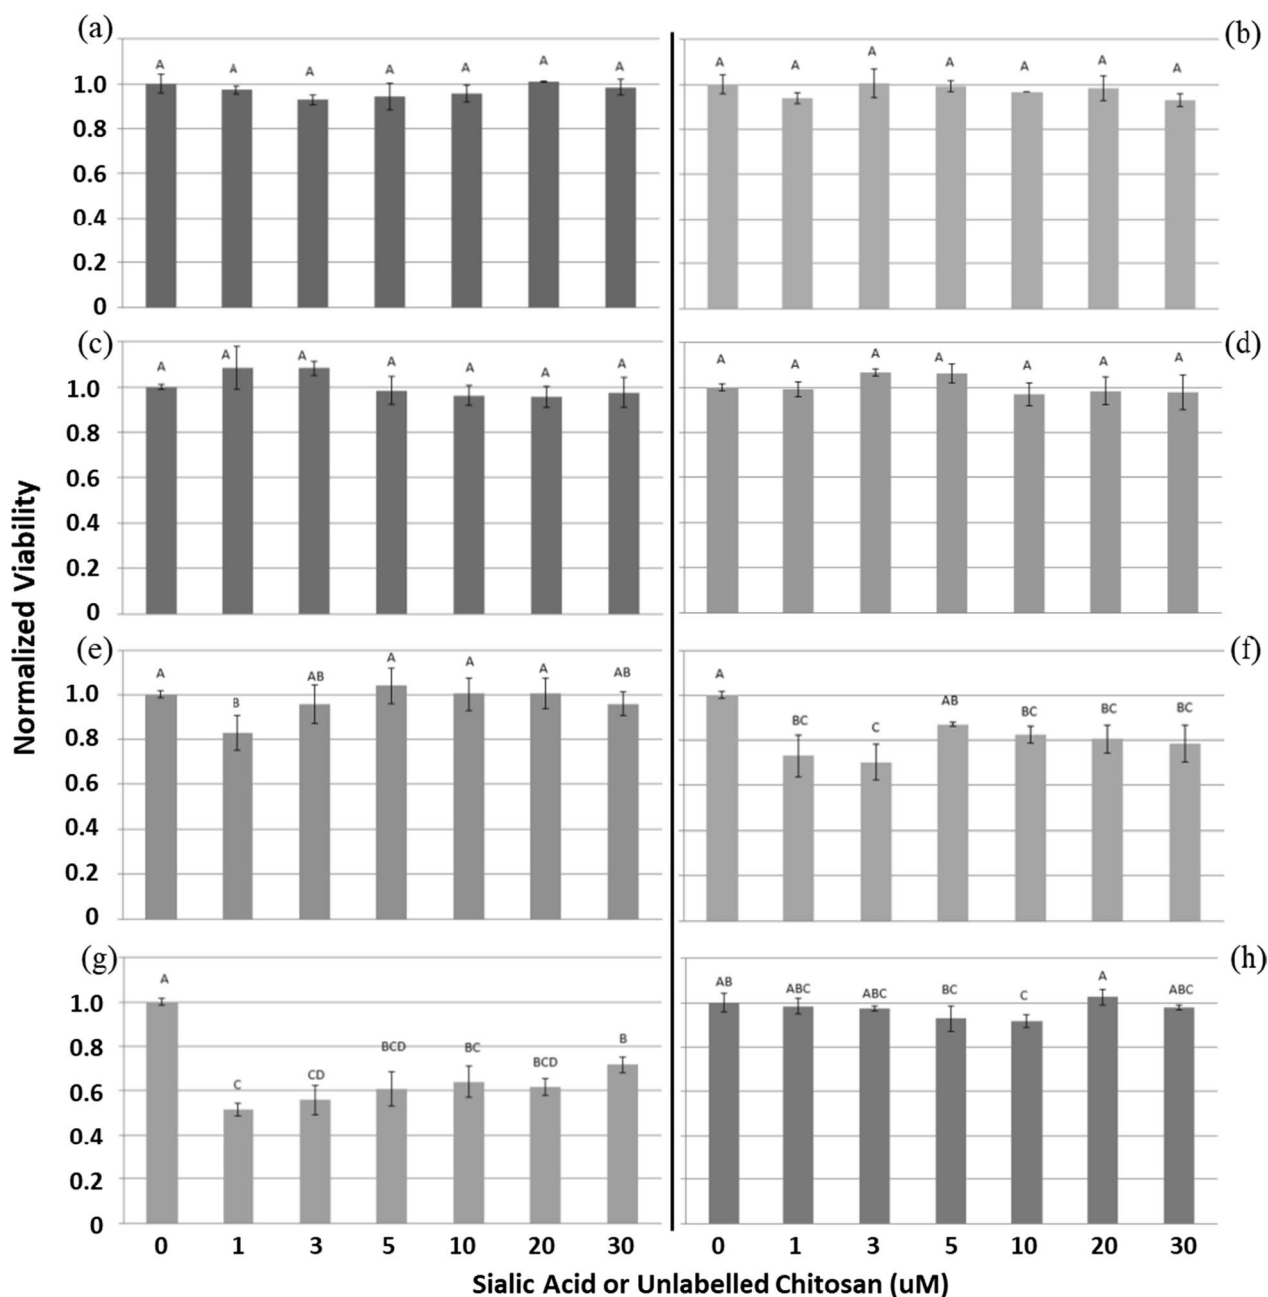 (a)
(b)
A A A A A A A
A A A A A A A
1.0
0.8
0.6
0.4
0.2
0
(c)
(d)
A A A A A A A
A A A A A A A
1.0
0.8
0.6
0.4
0.2
0
(e)
(f)
A B AB A A A AB
A BC C AB BC BC BC
1.0
0.8
0.6
0.4
0.2
0
(g)
(h)
A C CD BCD BC BCD B
AB ABC ABC BC C A ABC
1.0
0.8
0.6
0.4
0.2
0
0 1 3 5 10 20 30
0 1 3 5 10 20 30
Normalized Viability
Sialic Acid or Unlabelled Chitosan (uM)